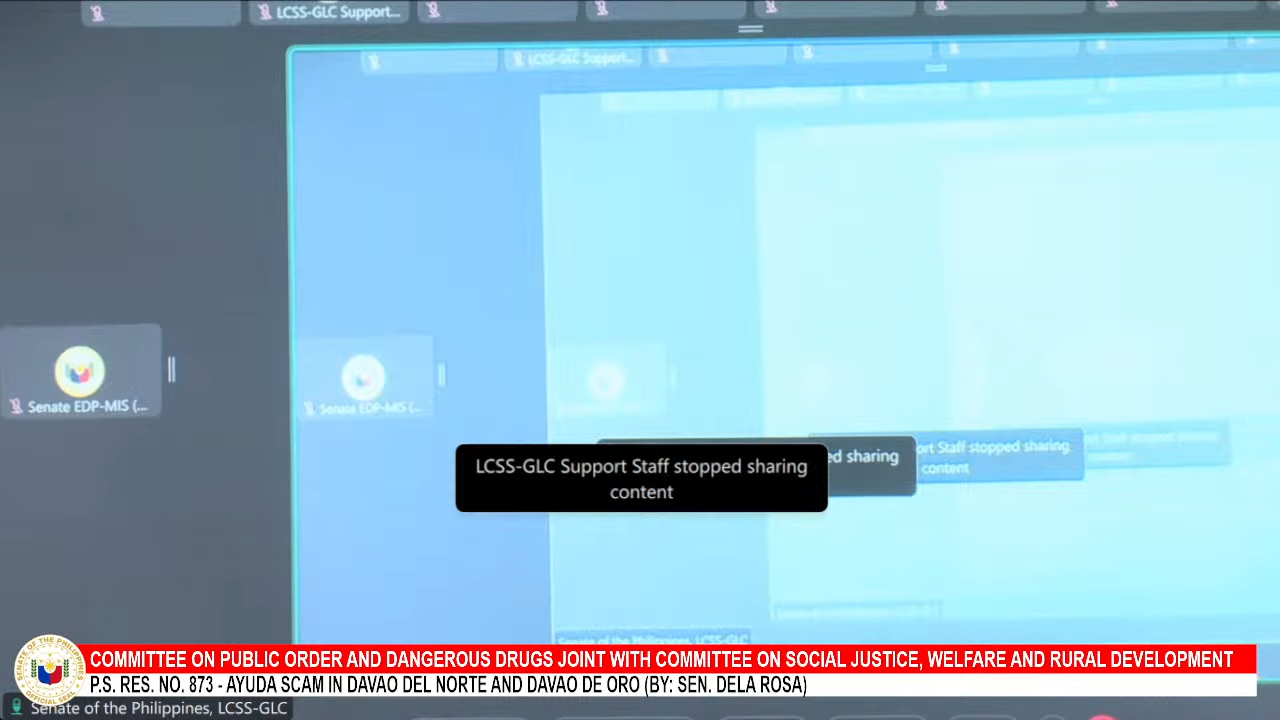 LCSS-GLC Support...
LCSS-GLC Support...
Senate EDP-MIS (...
Senate EDP-MIS (...
LCSS-GLC Support Staff stopped sharing
content
ed sharing
ort Staff stopped sharing
content
Senate of the Philippines, LCSS-GLC
COMMITTEE ON PUBLIC ORDER AND DANGEROUS DRUGS JOINT WITH COMMITTEE ON SOCIAL JUSTICE, WELFARE AND RURAL DEVELOPMENT
P.S. RES. NO. 873 - AYUDA SCAM IN DAVAO DEL NORTE AND DAVAO DE ORO (BY: SEN. DELA ROSA)
Senate of the Philippines, LCSS-GLC